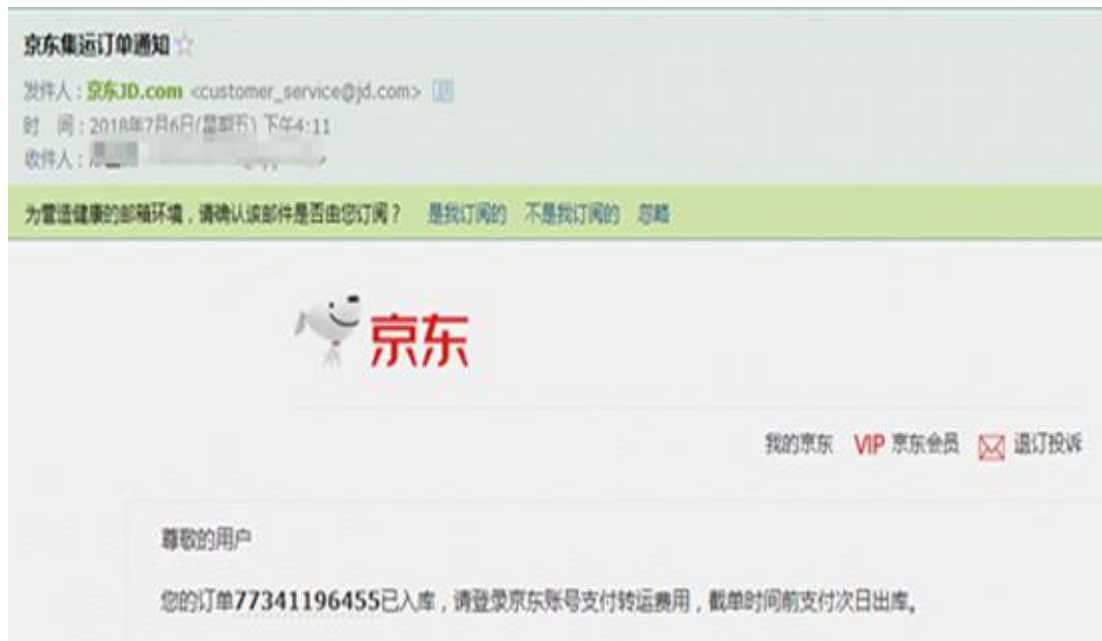 京东集运订单通知
发件人：京东JD.com <customer_service@jd.com>
时 间：2018年7月6日(星期五) 下午4:11
收件人：
为营造健康的邮箱环境，请确认该邮件是否由您订阅？ 是我订阅的 不是我订阅的 忽略
京东
我的京东 VIP 京东会员 退订投诉
尊敬的用户
您的订单77341196455已入库，请登录京东账号支付转运费用，截单时间前支付次日出库。